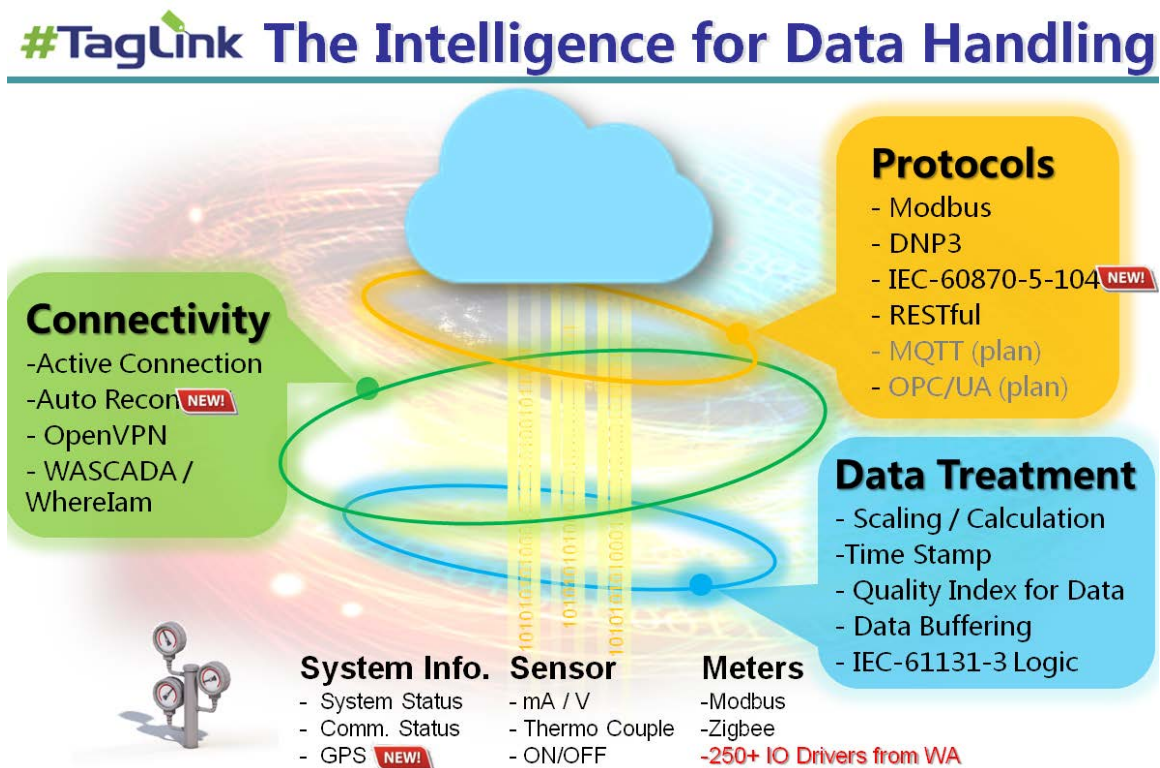 #TagLink The Intelligence for Data Handling
Protocols
- Modbus
- DNP3
- IEC-60870-5-104 NEW!
- RESTful
- MQTT (plan)
- OPC/UA (plan)
Connectivity
-Active Connection
-Auto Recon NEW!
- OpenVPN
- WASCADA /
WhereIam
Data Treatment
- Scaling / Calculation
-Time Stamp
- Quality Index for Data
- Data Buffering
- IEC-61131-3 Logic
System Info.
- System Status
- Comm. Status
- GPS NEW!
Sensor
- mA / V
- Thermo Couple
- ON/OFF
Meters
-Modbus
-Zigbee
-250+ IO Drivers from WA